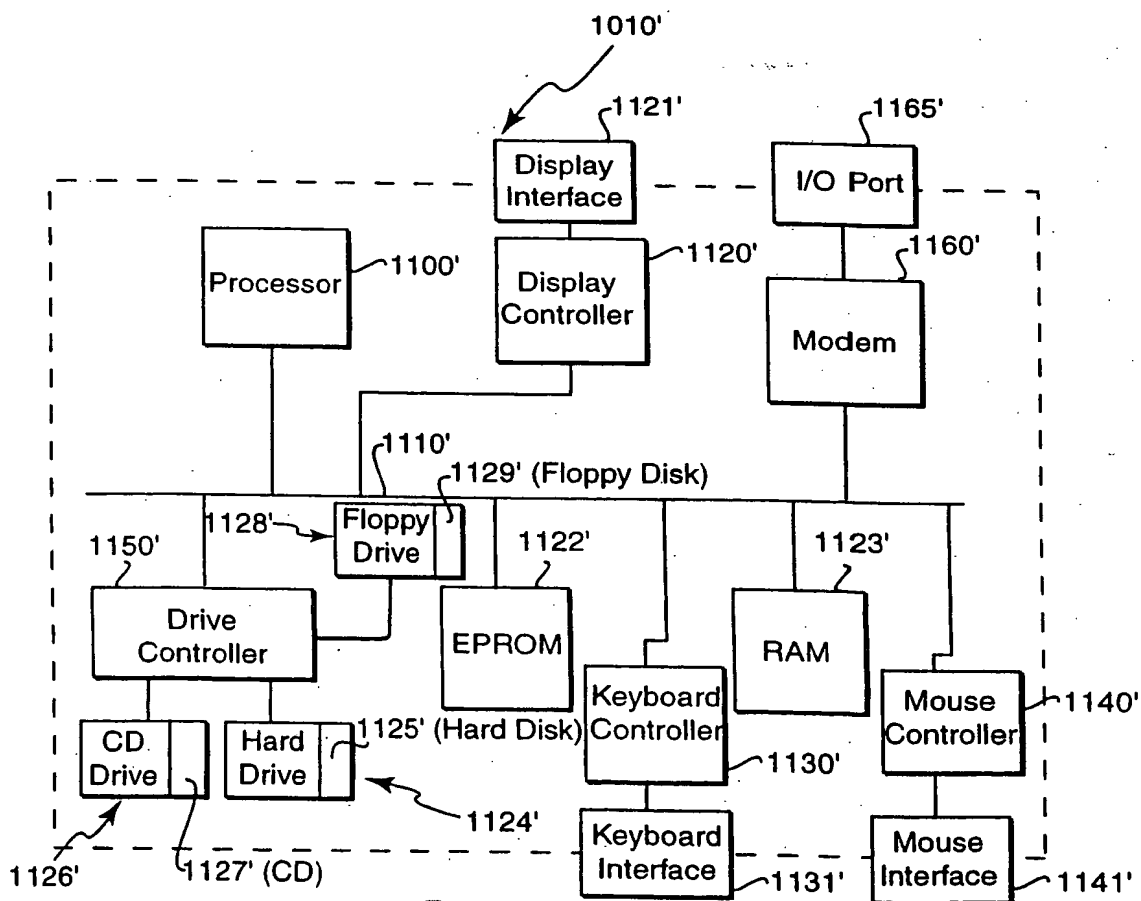 1010'
1121'
1165'
Display
Interface
I/O Port
1120'
1160'
Processor
1100'
Display
Controller
Modem
1110'
1129' (Floppy Disk)
1128'
Floppy
Drive
1150'
1122'
1123'
Drive
Controller
EPROM
RAM
Keyboard
Controller
Mouse
Controller
1140'
1125' (Hard Disk)
CD
Drive
Hard
Drive
1130'
1124'
Keyboard
Interface
Mouse
Interface
1126'
1127' (CD)
1131'
1141'